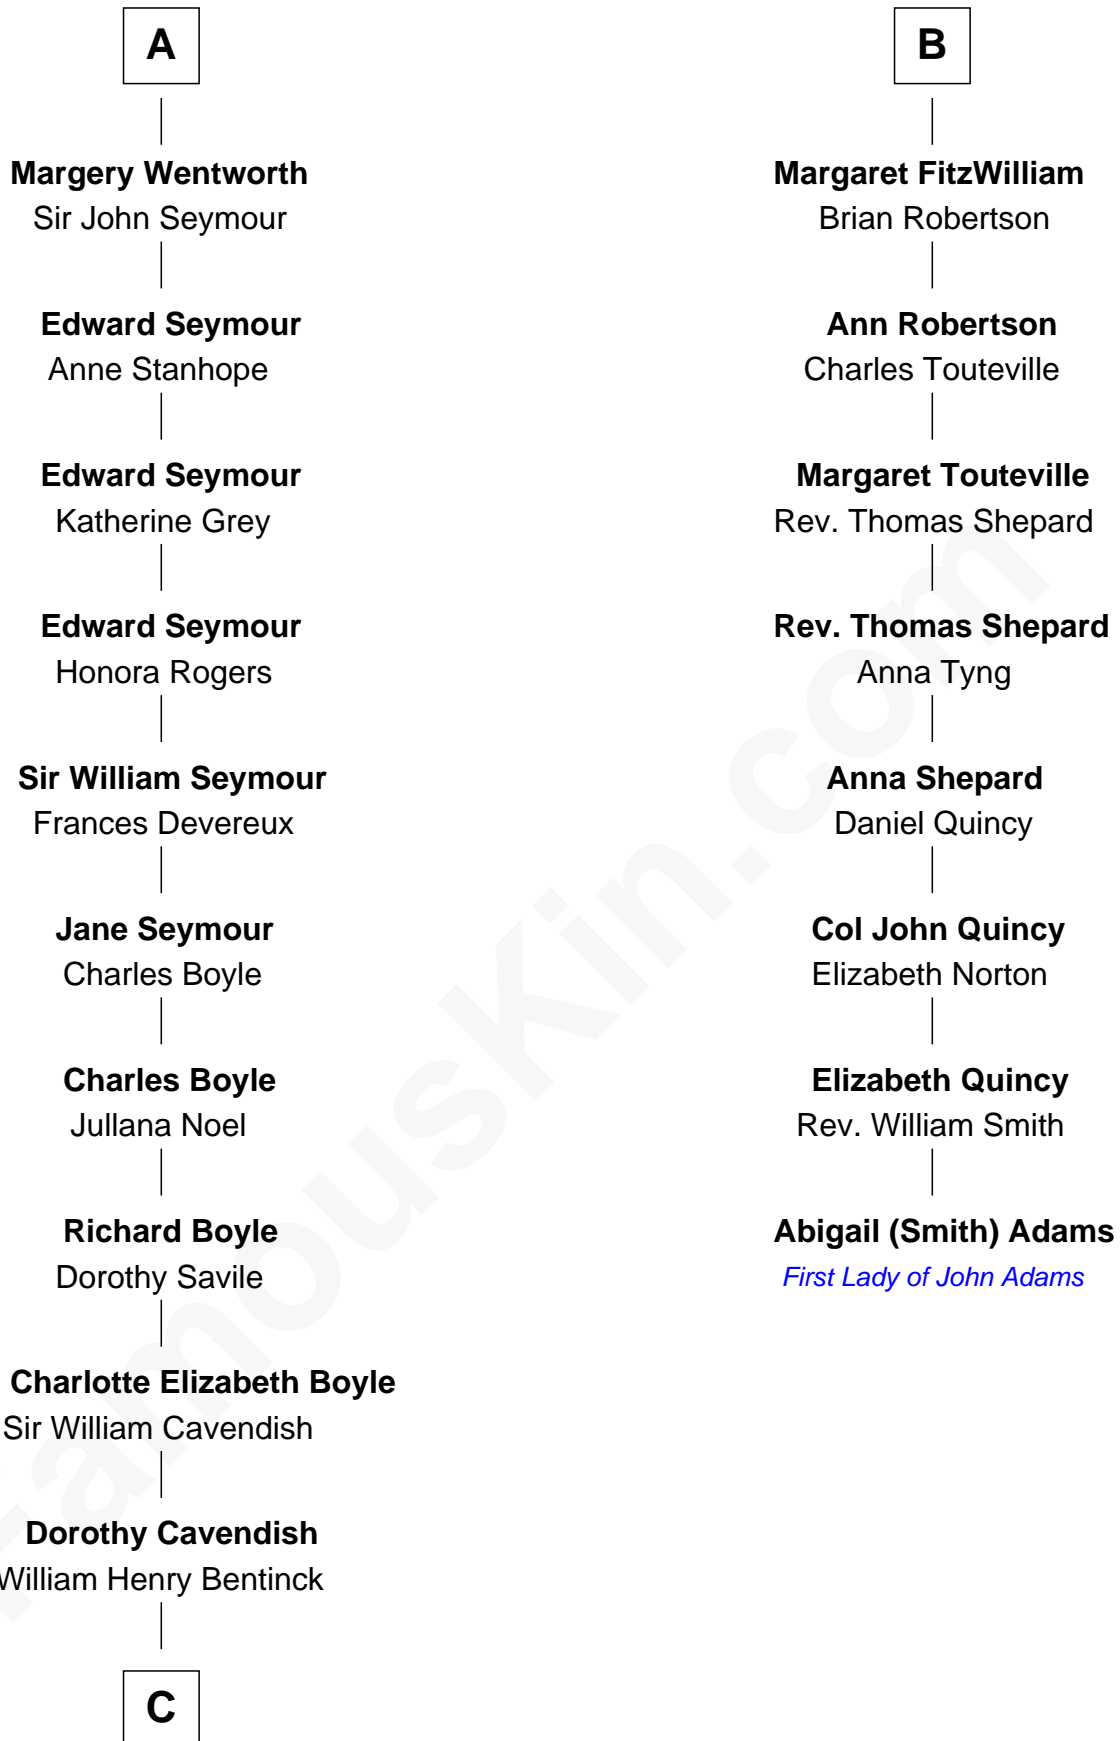 A
Margery Wentworth
Sir John Seymour
Edward Seymour
Anne Stanhope
Edward Seymour
Katherine Grey
Edward Seymour
Honora Rogers
Sir William Seymour
Frances Devereux
Jane Seymour
Charles Boyle
Charles Boyle
Jullana Noel
Richard Boyle
Dorothy Savile
Charlotte Elizabeth Boyle
Sir William Cavendish
Dorothy Cavendish
William Henry Bentinck
C
B
Margaret FitzWilliam
Brian Robertson
Ann Robertson
Charles Touteville
Margaret Touteville
Rev. Thomas Shepard
Rev. Thomas Shepard
Anna Tyng
Anna Shepard
Daniel Quincy
Col John Quincy
Elizabeth Norton
Elizabeth Quincy
Rev. William Smith
Abigail (Smith) Adams
First Lady of John Adams
FamousKin.com